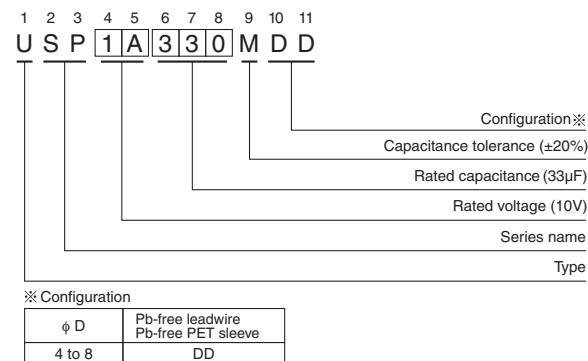 1 2 3 4 5 6 7 8 9 10 11
U S P 1 A 3 3 0 M D D
Configuration※
Capacitance tolerance (±20%)
Rated capacitance (33µF)
Rated voltage (10V)
Series name
Type
※ Configuration
ϕ D
Pb-free leadwire
Pb-free PET sleeve
4 to 8
DD